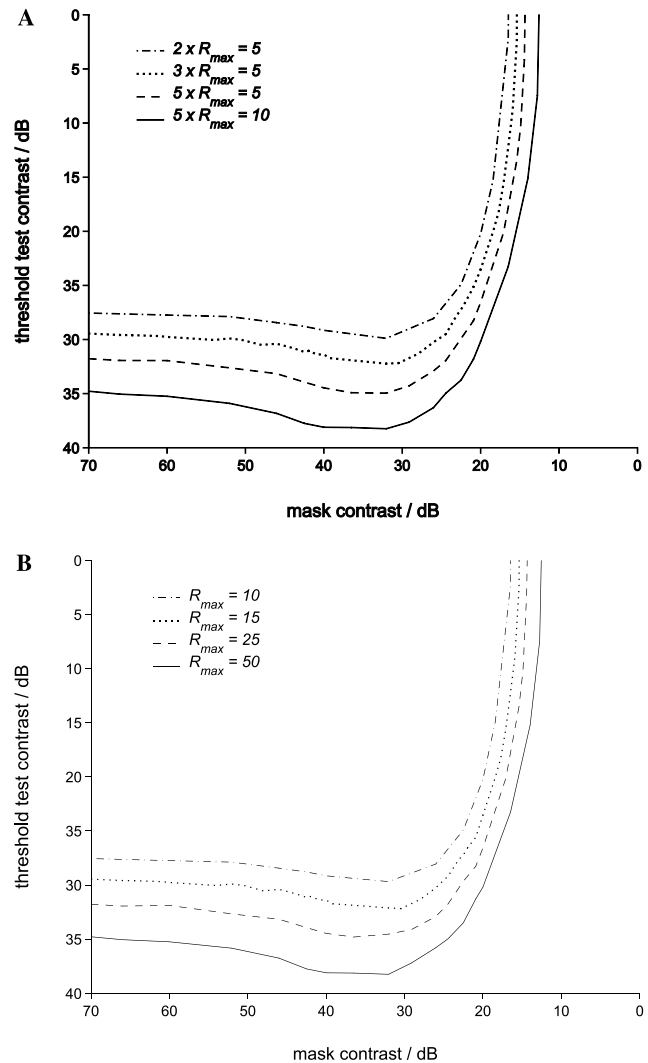 A
0
5
10
15
20
25
30
35
40
threshold test contrast / dB
2 x Rmax = 5
3 x Rmax = 5
5 x Rmax = 5
5 x Rmax = 10
70 60 50 40 30 20 10 0
mask contrast / dB
B
0
5
10
15
20
25
30
35
40
threshold test contrast / dB
Rmax = 10
Rmax = 15
Rmax = 25
Rmax = 50
70 60 50 40 30 20 10 0
mask contrast / dB